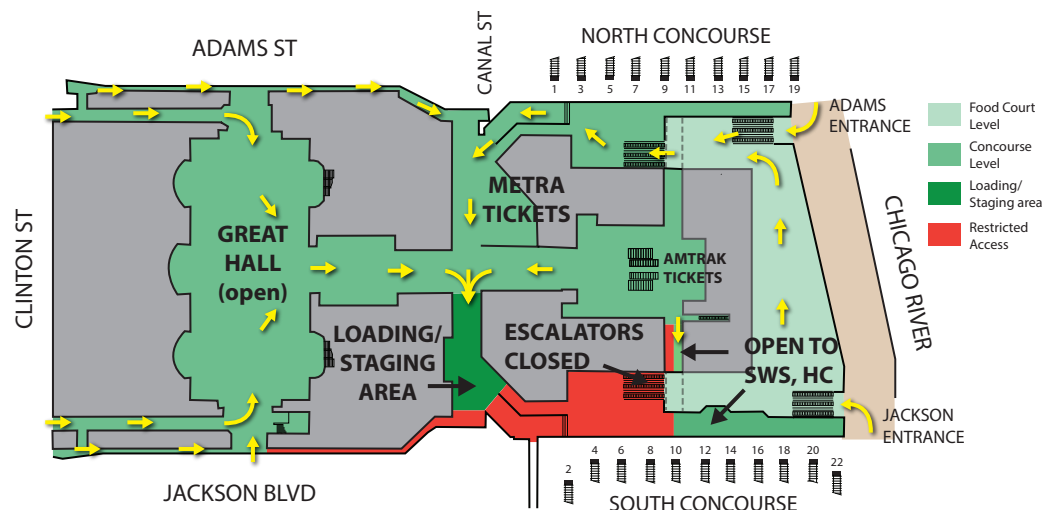 ADAMS ST
CANAL ST
NORTH CONCOURSE
1 3 5 7 9 11 13 15 17 19
ADAMS
ENTRANCE
Food Court
Level
Concourse
Level
Loading/
Staging area
Restricted
Access
CLINTON ST
GREAT
HALL
(open)
METRA
TICKETS
AMTRAK
TICKETS
CHICAGO RIVER
LOADING/
STAGING
AREA
ESCALATORS
CLOSED
OPEN TO
SWS, HC
JACKSON
ENTRANCE
2 4 6 8 10 12 14 16 18 20 22
JACKSON BLVD
SOUTH CONCOURSE